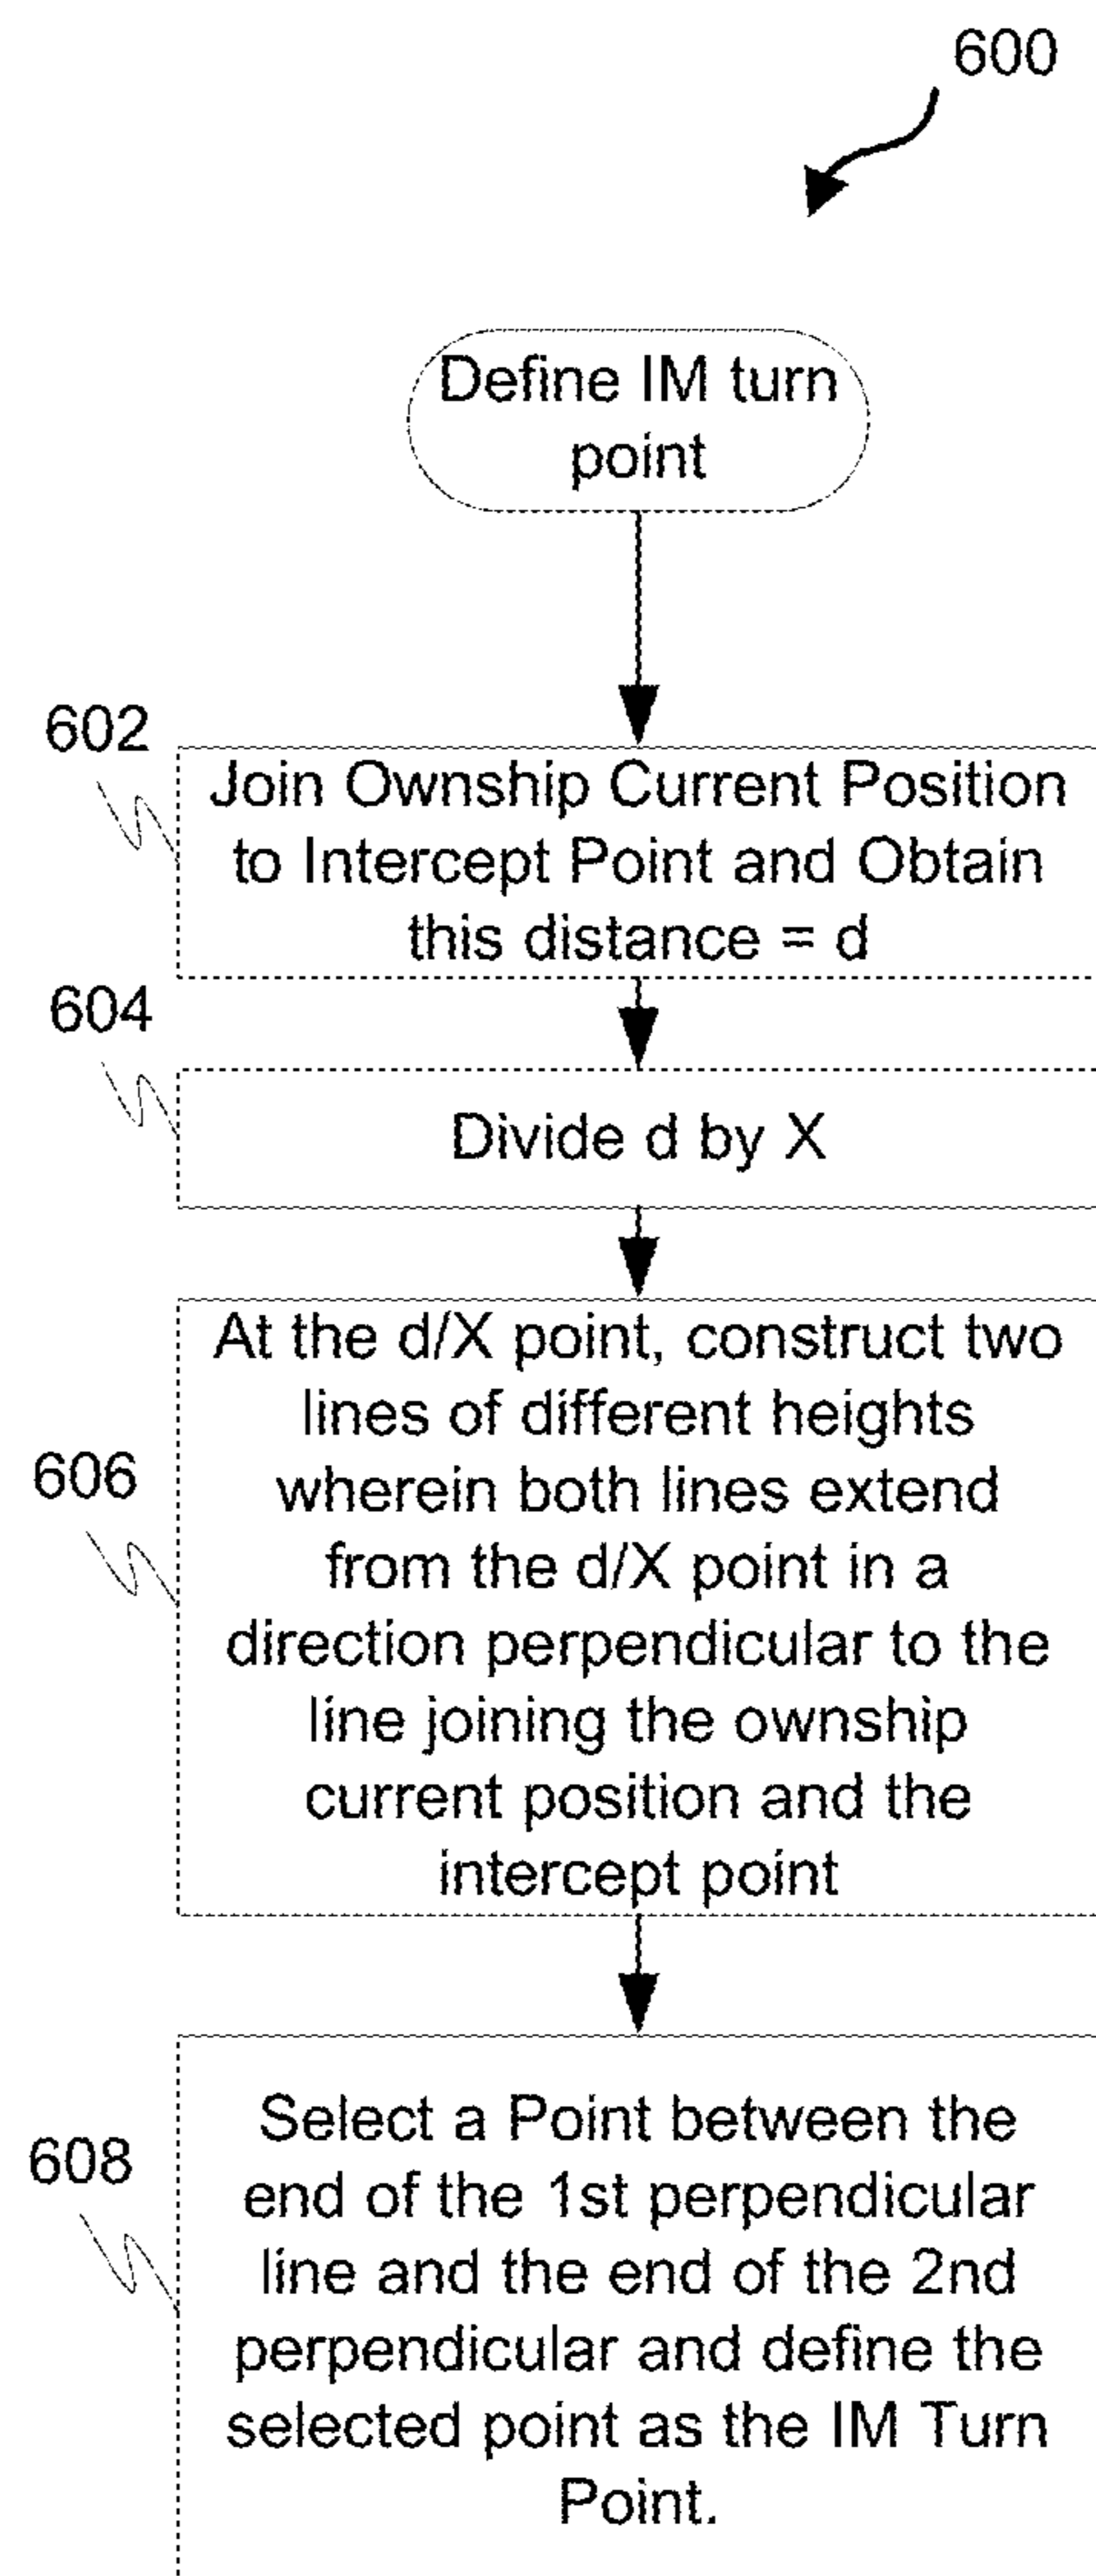 600
Define IM turn
point
602
Join Ownship Current Position
to Intercept Point and Obtain
this distance = d
604
Divide d by X
606
At the d/X point, construct two
lines of different heights
wherein both lines extend
from the d/X point in a
direction perpendicular to the
line joining the ownship
current position and the
intercept point
608
Select a Point between the
end of the 1st perpendicular
line and the end of the 2nd
perpendicular and define the
selected point as the IM Turn
Point.